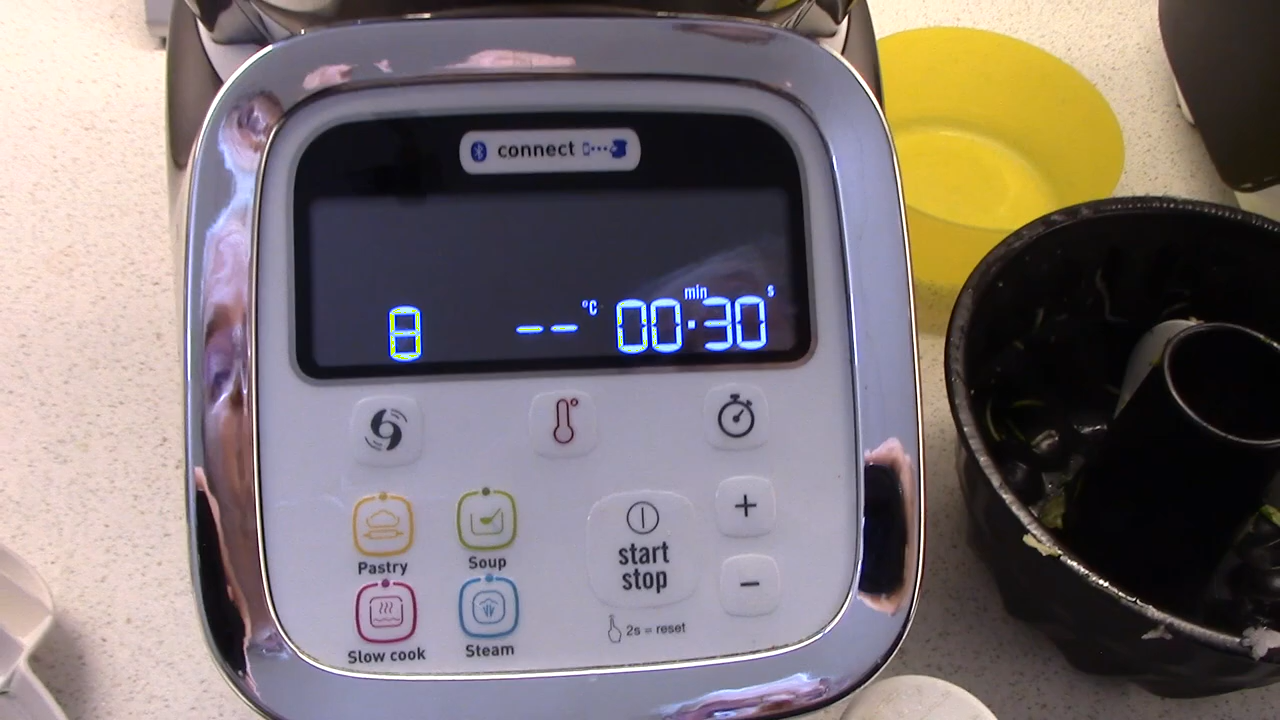 connect
min s
8 -- °C 00·30
Pastry Soup
start
stop
+
-
Slow cook Steam
2s = reset